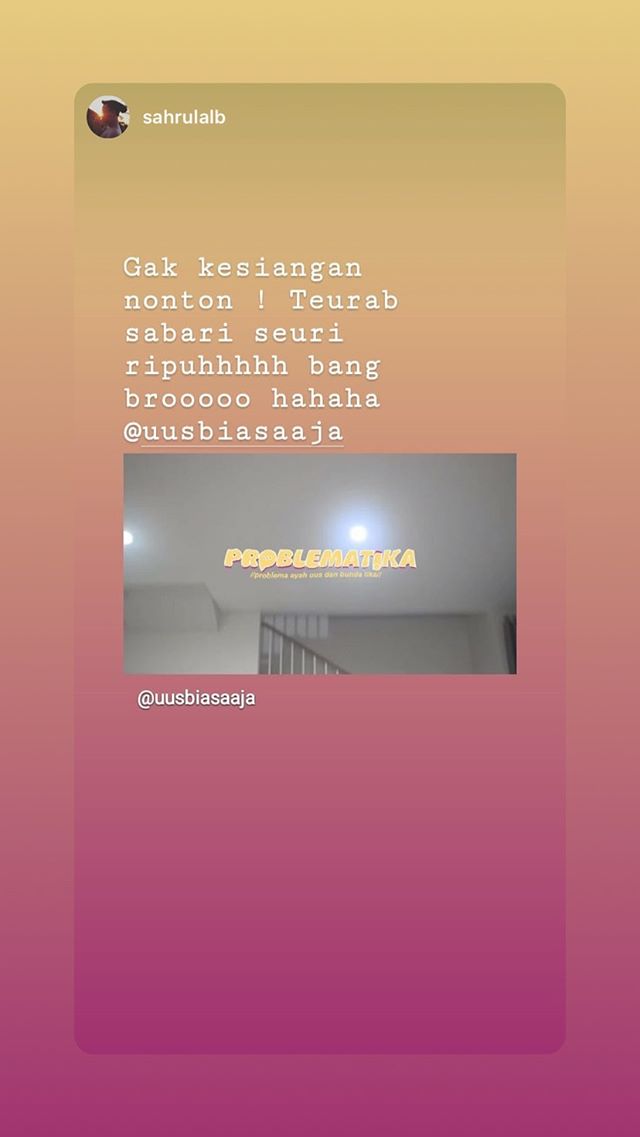 sahrulalb
Gak kesiangan
nonton ! Teurab
sabari seuri
ripuhhhhh bang
brooooo hahaha
@uusbiasaaja
PROBLEMATIKA
//problema ayah uus dan bunda tika//
@uusbiasaaja